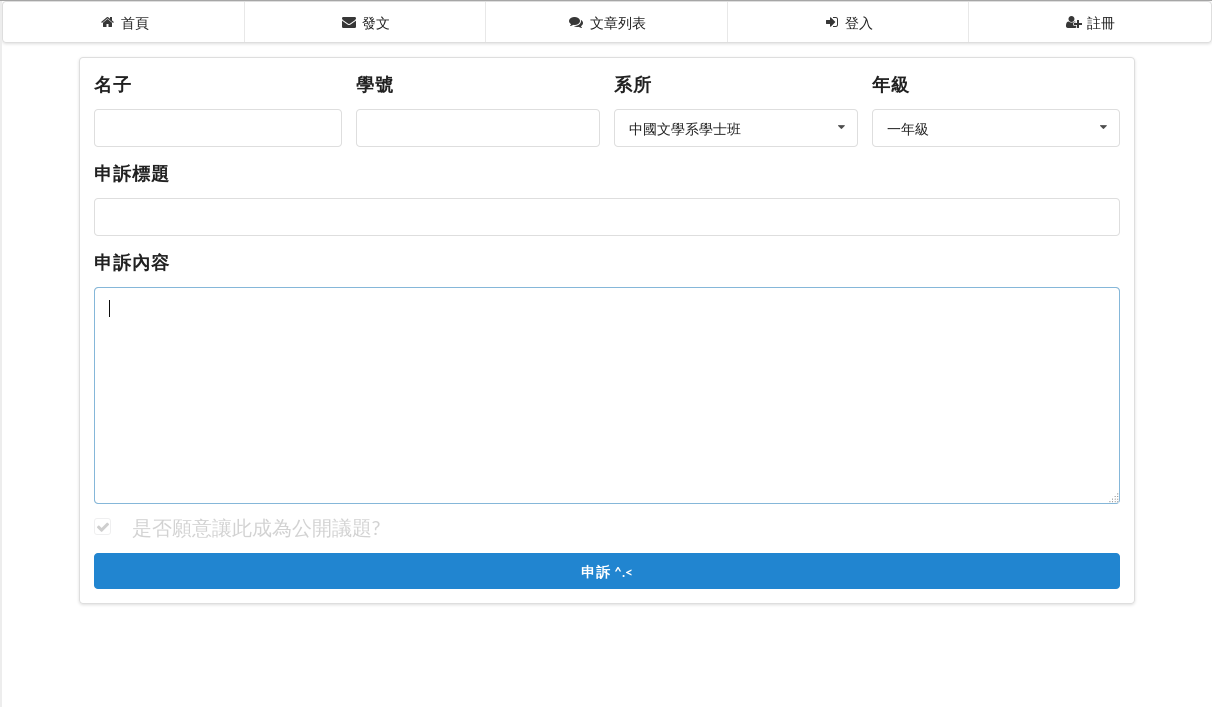 首頁 發文 文章列表 登入 註冊
名子 學號 系所 年級
中國文學系學士班 一年級
申訴標題
申訴內容
是否願意讓此成為公開議題?
申訴 ^.<